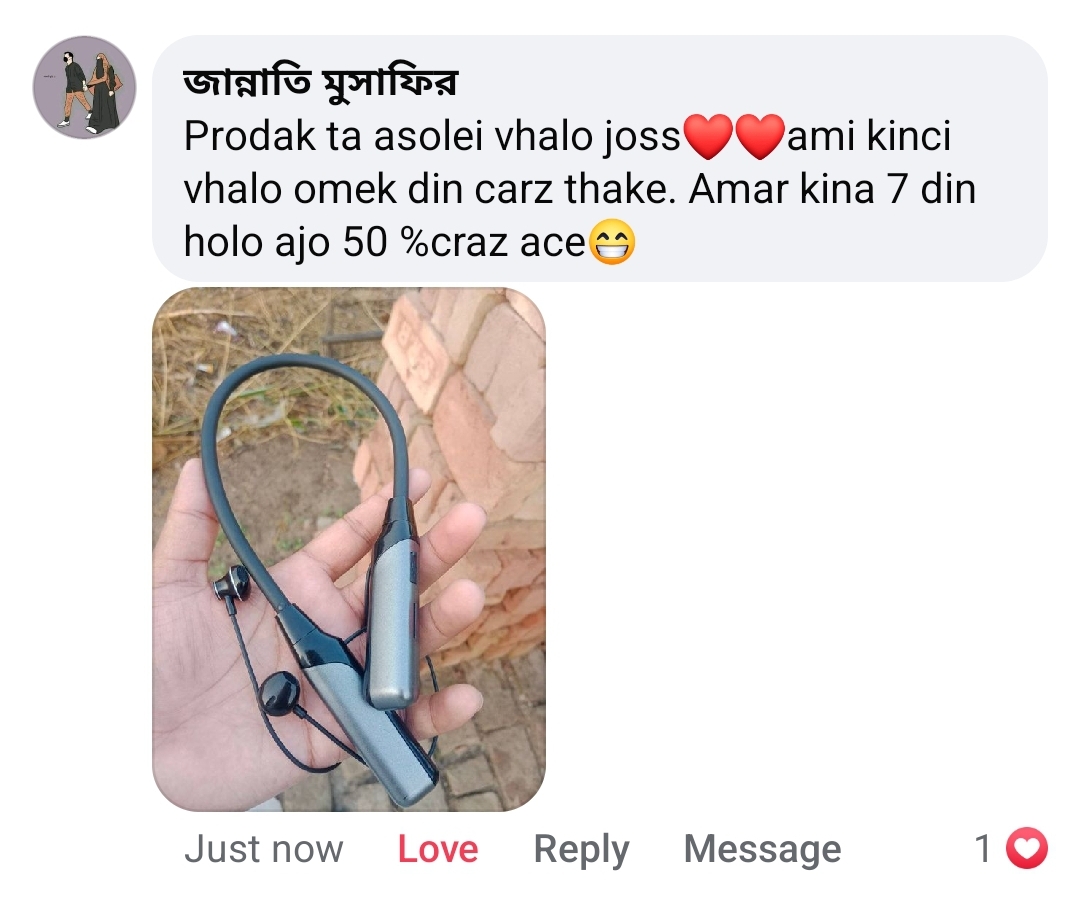 জান্নাতি মুসাফির
Prodak ta asolei vhalo joss❤️❤️ami kinci
vhalo omek din carz thake. Amar kina 7 din
holo ajo 50 %craz ace😁
Just now Love Reply Message 1